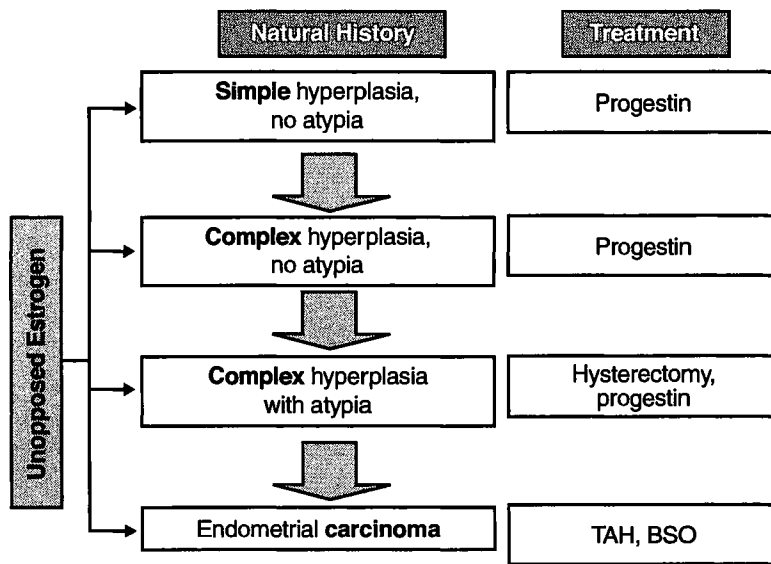 Natural History
Treatment
Simple hyperplasia,
no atypia
Progestin
Complex hyperplasia,
no atypia
Progestin
Unopposed Estrogen
Complex hyperplasia
with atypia
Hysterectomy,
progestin
Endometrial carcinoma
TAH, BSO